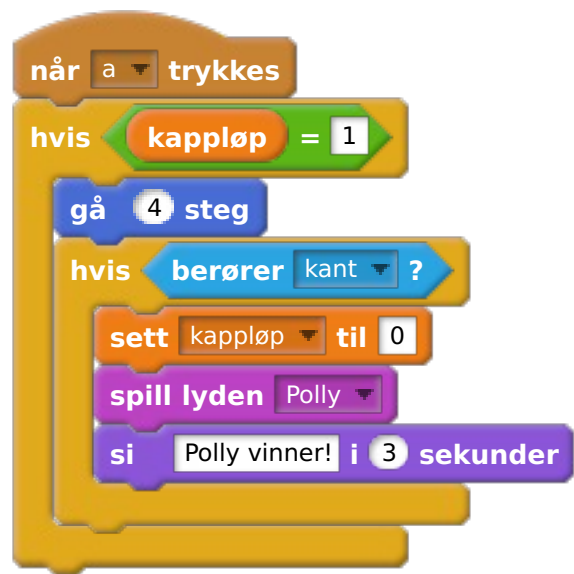 når a trykkes
hvis kappløp = 1
gå 4 steg
hvis berører kant ?
sett kappløp til 0
spill lyden Polly
si Polly vinner! i 3 sekunder